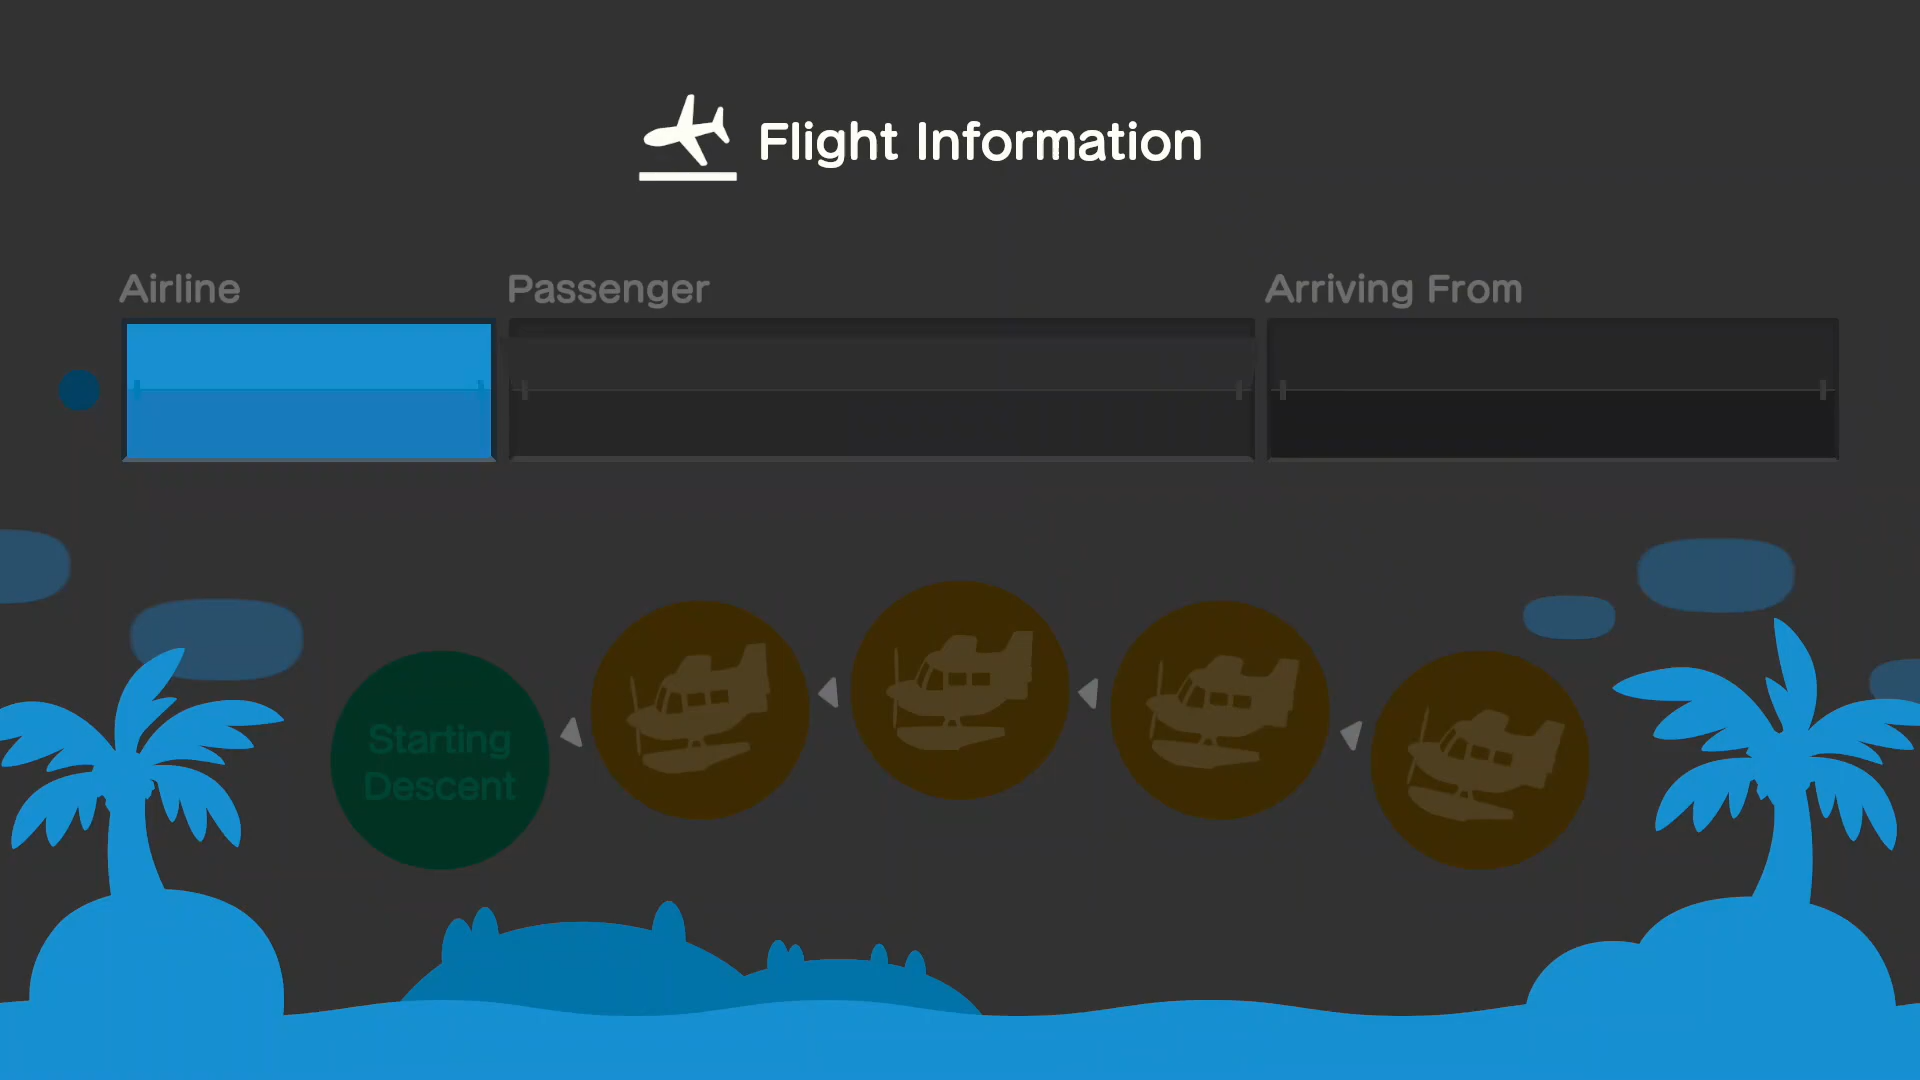 Flight Information
Airline Passenger Arriving From
Starting
Descent